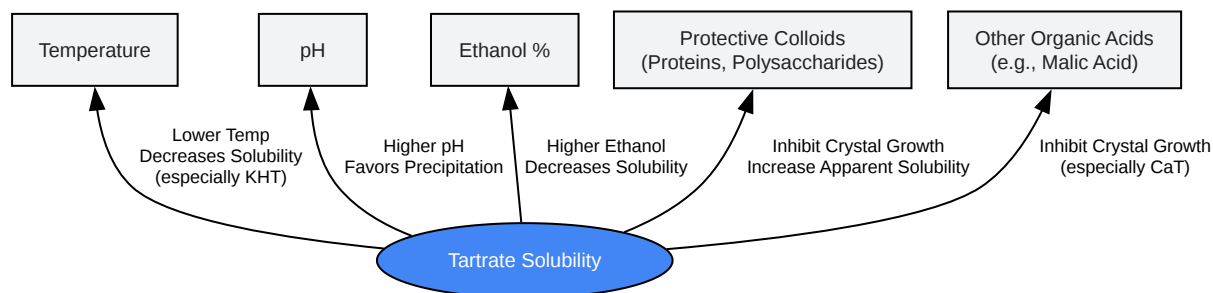 Temperature
pH
Ethanol %
Protective Colloids
(Proteins, Polysaccharides)
Other Organic Acids
(e.g., Malic Acid)
Lower Temp
Decreases Solubility
(especially KHT)
Higher pH
Favors Precipitation
Higher Ethanol
Decreases Solubility
Inhibit Crystal Growth
Increase Apparent Solubility
Inhibit Crystal Growth
(especially CaT)
Tartrate Solubility